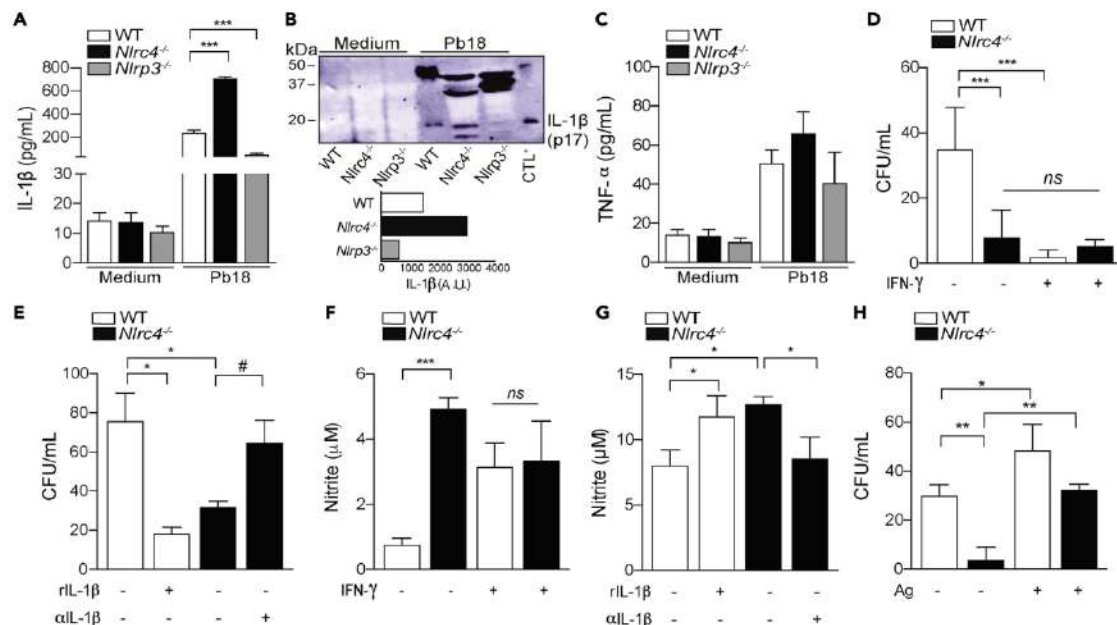 A
WT
Nlrc4-/-
Nlrp3-/-
***
***
800
600
400
200
30
20
10
0
IL-1β (pg/mL)
Medium
Pb18
B
Medium
Pb18
kDa
50
37
20
IL-1β
(p17)
WT
Nlrc4-/-
Nlrp3-/-
WT
Nlrc4-/-
Nlrp3-/-
CTL+
WT
Nlrc4-/-
Nlrp3-/-
0 1000 2000 3000 4000
IL-1β (A.U.)
C
WT
Nlrc4-/-
Nlrp3-/-
100
80
60
40
20
0
TNF-α (pg/mL)
Medium
Pb18
D
WT
Nlrc4-/-
***
***
ns
60
40
20
0
CFU/mL
IFN-γ - - + +
E
WT
Nlrc4-/-
*
* #
100
80
60
40
20
0
CFU/mL
rIL-1β - + - -
αIL-1β - - - +
F
WT
Nlrc4-/-
***
ns
6
4
2
0
Nitrite (µM)
IFN-γ - - + +
G
WT
Nlrc4-/-
* *
*
15
10
5
0
Nitrite (µM)
rIL-1β - + - -
αIL-1β - - - +
H
WT
Nlrc4-/-
*
**
**
80
60
40
20
0
CFU/mL
Ag - - + +